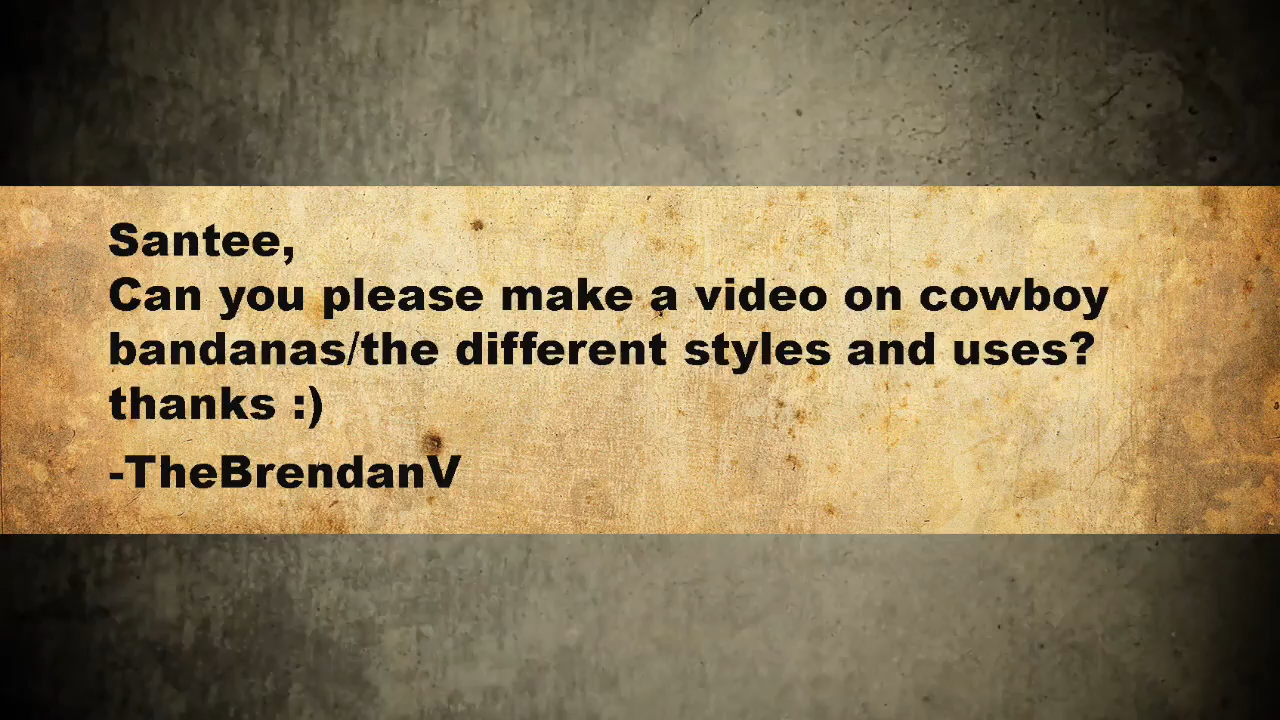 Santee,
Can you please make a video on cowboy
bandanas/the different styles and uses?
thanks :)
-TheBrendanV